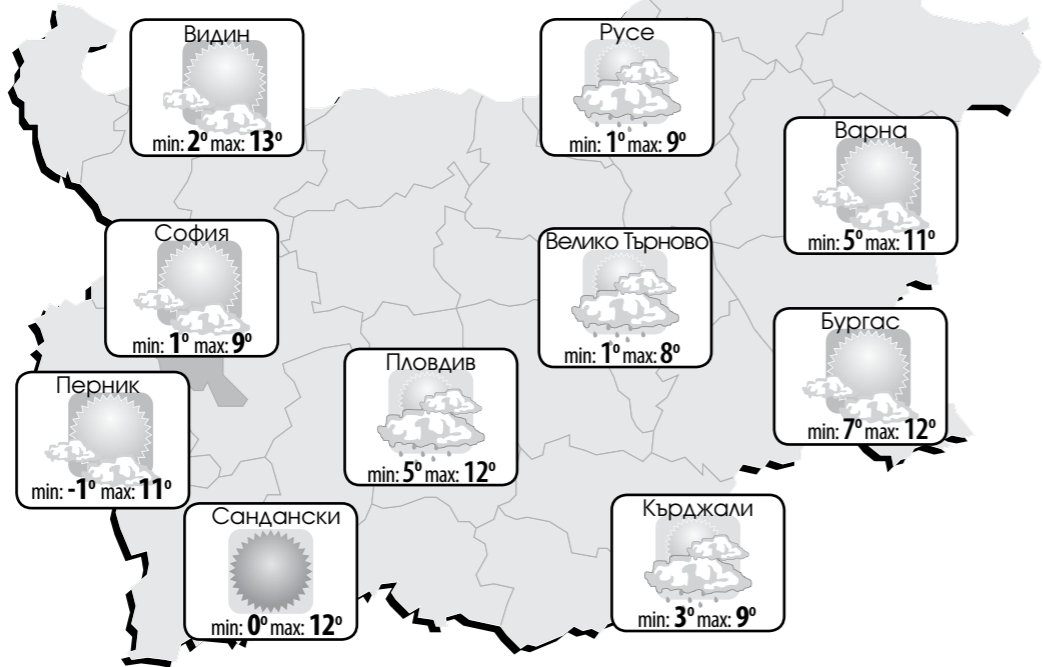 Видин
min: 2° max: 13°
Русе
min: 1° max: 9°
Варна
min: 5° max: 11°
София
min: 1° max: 9°
Велико Търново
min: 1° max: 8°
Бургас
min: 7° max: 12°
Пловдив
min: 5° max: 12°
Перник
min: -1° max: 11°
Сандански
min: 0° max: 12°
Кърджали
min: 3° max: 9°